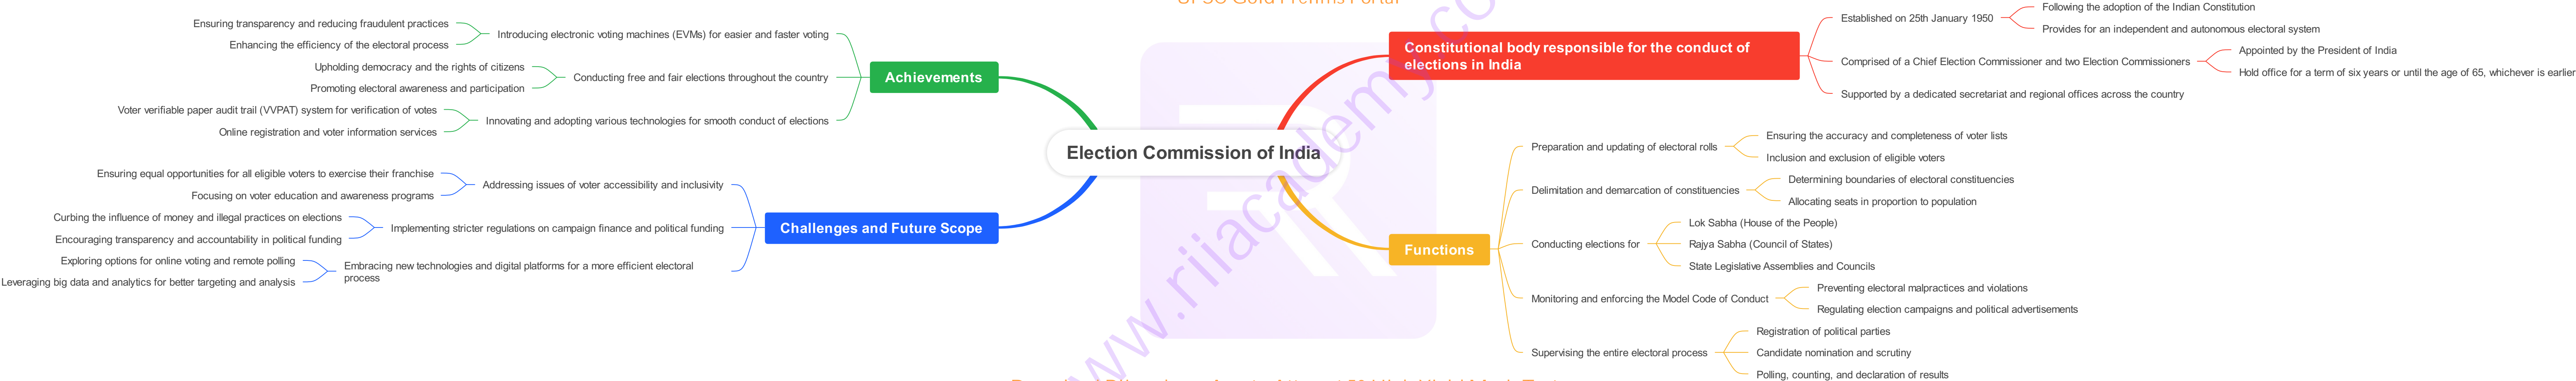 UPSC Gold Prelims Portal
Election Commission of India
Constitutional body responsible for the conduct of
elections in India
Established on 25th January 1950
Following the adoption of the Indian Constitution
Provides for an independent and autonomous electoral system
Comprised of a Chief Election Commissioner and two Election Commissioners
Appointed by the President of India
Hold office for a term of six years or until the age of 65, whichever is earlier
Supported by a dedicated secretariat and regional offices across the country
Functions
Preparation and updating of electoral rolls
Ensuring the accuracy and completeness of voter lists
Inclusion and exclusion of eligible voters
Delimitation and demarcation of constituencies
Determining boundaries of electoral constituencies
Allocating seats in proportion to population
Conducting elections for
Lok Sabha (House of the People)
Rajya Sabha (Council of States)
State Legislative Assemblies and Councils
Monitoring and enforcing the Model Code of Conduct
Preventing electoral malpractices and violations
Regulating election campaigns and political advertisements
Supervising the entire electoral process
Registration of political parties
Candidate nomination and scrutiny
Polling, counting, and declaration of results
Achievements
Introducing electronic voting machines (EVMs) for easier and faster voting
Ensuring transparency and reducing fraudulent practices
Enhancing the efficiency of the electoral process
Conducting free and fair elections throughout the country
Upholding democracy and the rights of citizens
Promoting electoral awareness and participation
Innovating and adopting various technologies for smooth conduct of elections
Voter verifiable paper audit trail (VVPAT) system for verification of votes
Online registration and voter information services
Challenges and Future Scope
Addressing issues of voter accessibility and inclusivity
Ensuring equal opportunities for all eligible voters to exercise their franchise
Focusing on voter education and awareness programs
Implementing stricter regulations on campaign finance and political funding
Curbing the influence of money and illegal practices on elections
Encouraging transparency and accountability in political funding
Embracing new technologies and digital platforms for a more efficient electoral
process
Exploring options for online voting and remote polling
Leveraging big data and analytics for better targeting and analysis